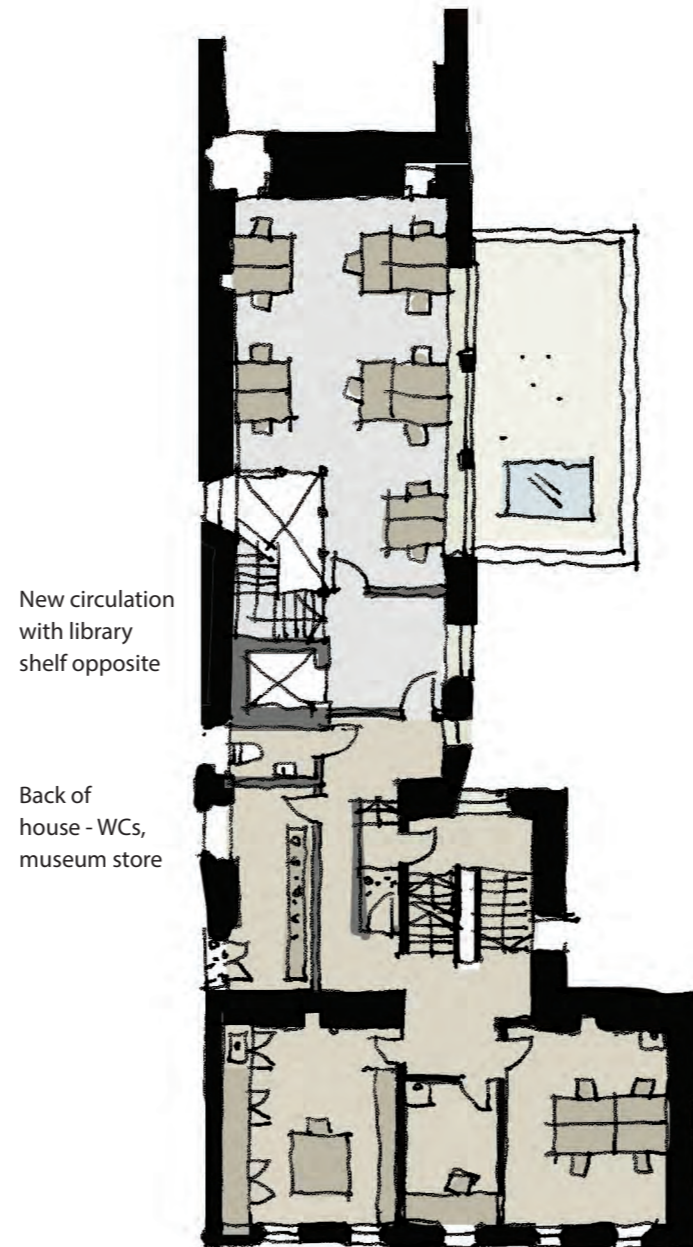 New circulation
with library
shelf opposite
Back of
house - WCs,
museum store